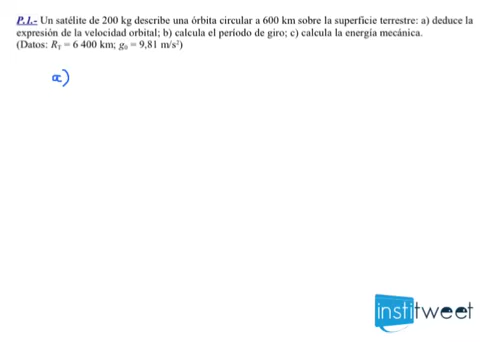 P.1.- Un satélite de 200 kg describe una órbita circular a 600 km sobre la superficie terrestre: a) deduce la
expresión de la velocidad orbital; b) calcula el período de giro; c) calcula la energía mecánica.
(Datos: R_T = 6 400 km; g₀ = 9,81 m/s²)
a)
institweet